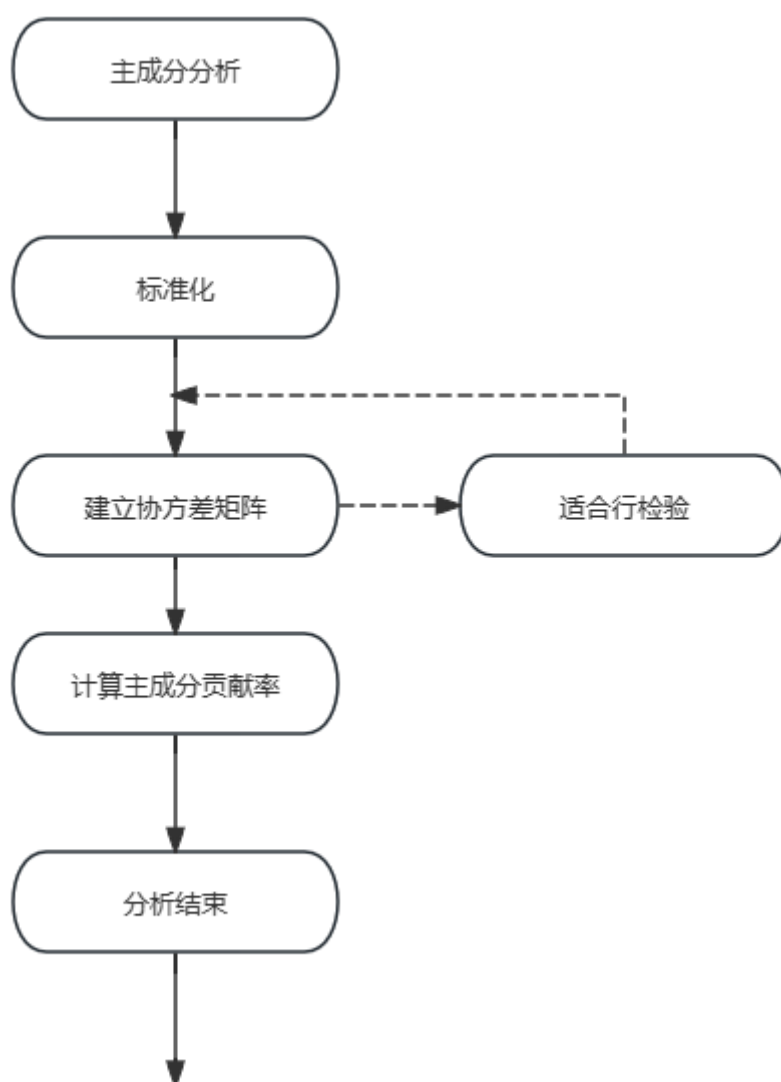 主成分分析
标准化
建立协方差矩阵
适合行检验
计算主成分贡献率
分析结束